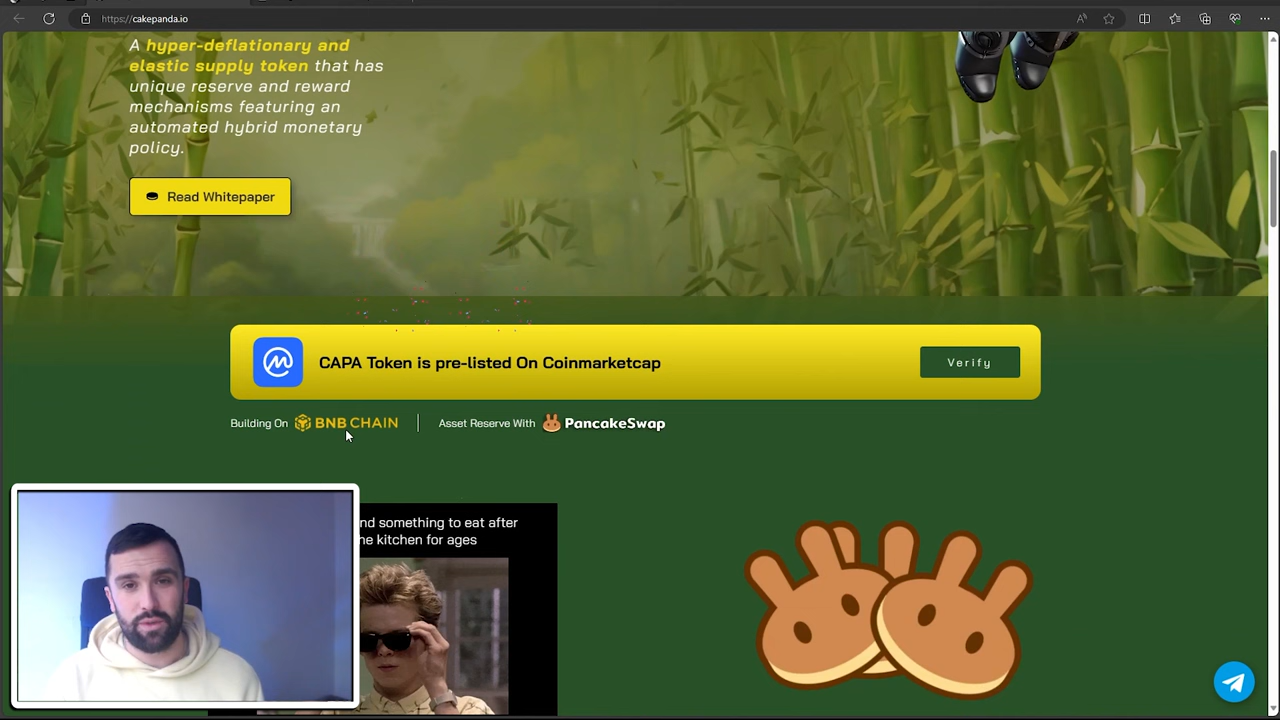 https://cakepanda.io
A hyper-deflationary and
elastic supply token that has
unique reserve and reward
mechanisms featuring an
automated hybrid monetary
policy.
Read Whitepaper
CAPA Token is pre-listed On Coinmarketcap
Verify
Building On BNB CHAIN
Asset Reserve With PancakeSwap
nd something to eat after
he kitchen for ages